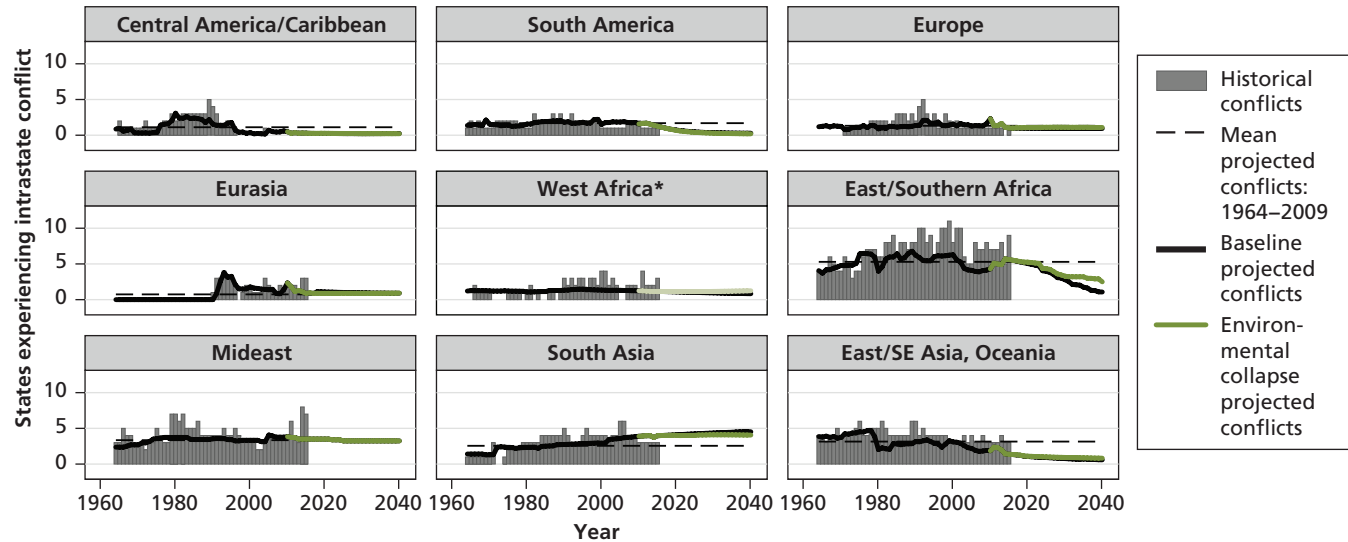 States experiencing intrastate conflict
Central America/Caribbean
South America
Europe
10
5
0
Eurasia
West Africa*
East/Southern Africa
10
5
0
Mideast
South Asia
East/SE Asia, Oceania
10
5
0
1960 1980 2000 2020 2040
1960 1980 2000 2020 2040
1960 1980 2000 2020 2040
Year
Historical
conflicts
Mean
projected
conflicts:
1964–2009
Baseline
projected
conflicts
Environ-
mental
collapse
projected
conflicts